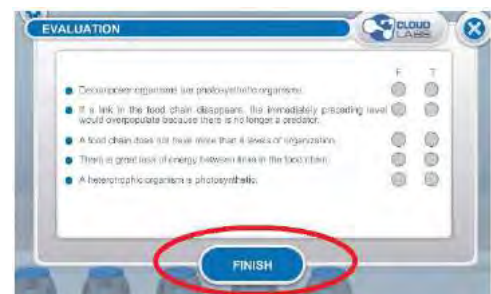 EVALUATION
CLOUD
LABS
F T
Decomposer organisms are photosynthetic organisms.
If a link in the food chain disappears, the immediately preceding level
would overpopulate because there is no longer a predator.
A food chain does not have more than 4 levels of organization.
There is great loss of energy between links in the food chain.
A heterotrophic organism is photosynthetic.
FINISH